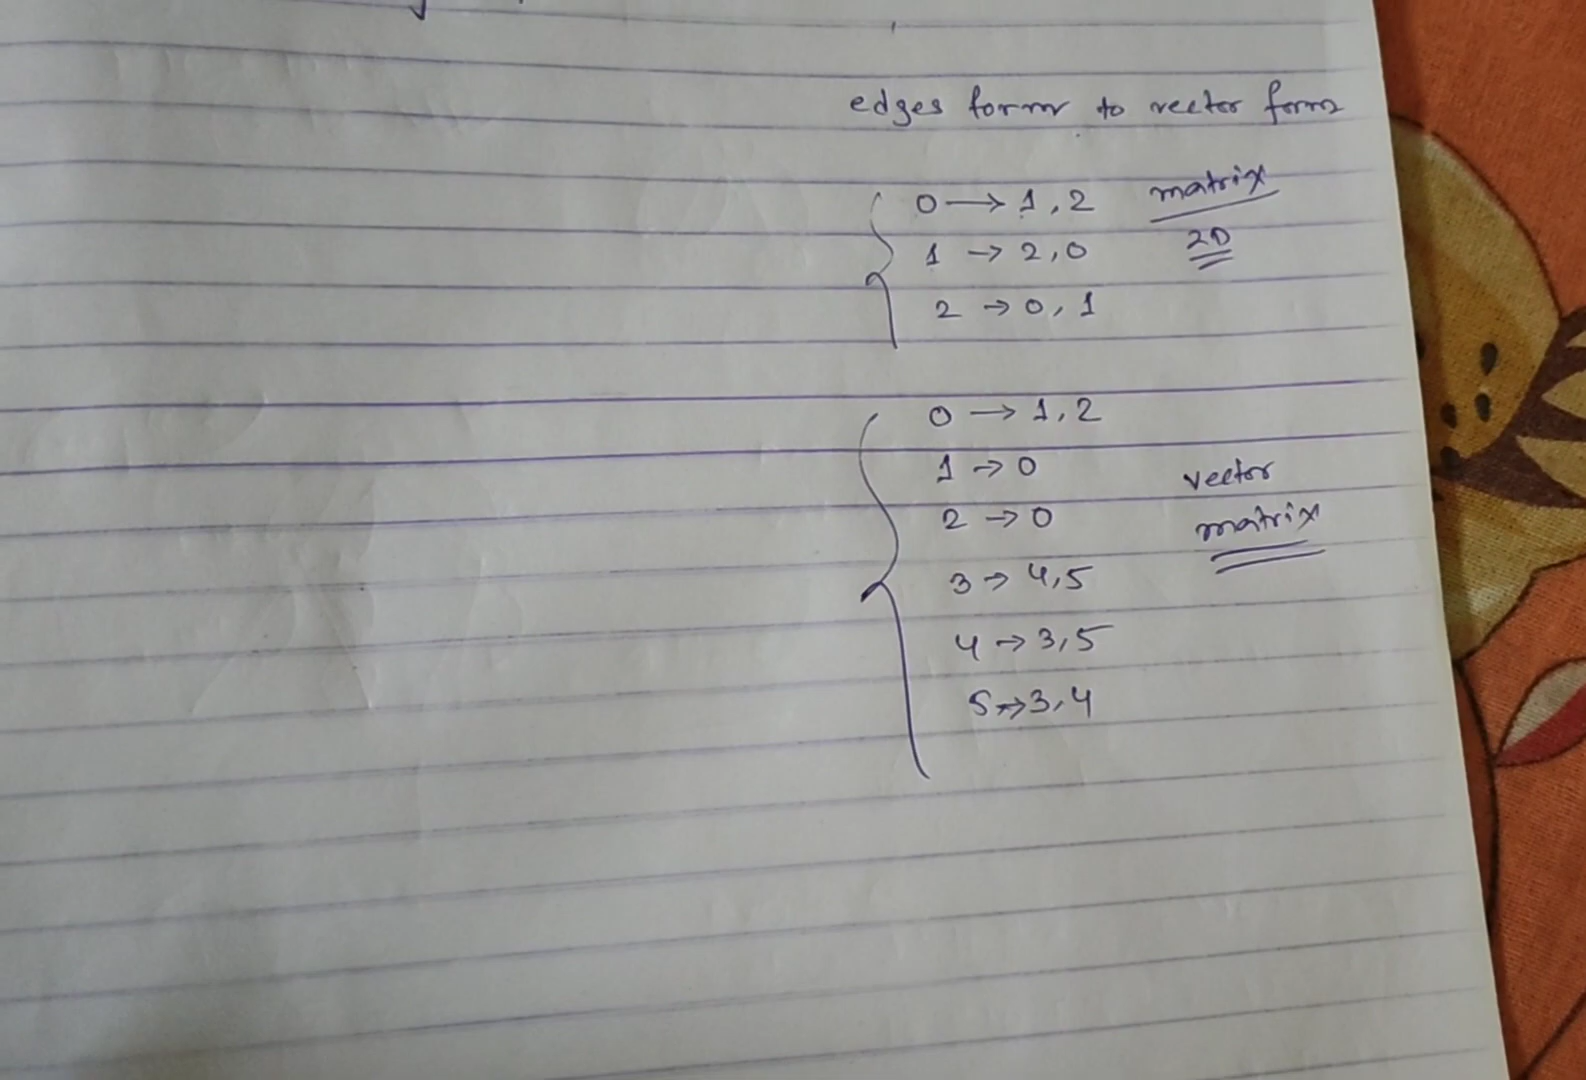 edges form to vector form
0 → 1, 2 matrix
1 → 2, 0 2D
2 → 0, 1
0 → 1, 2
1 → 0 vector
2 → 0 matrix
3 → 4, 5
4 → 3, 5
5 → 3, 4